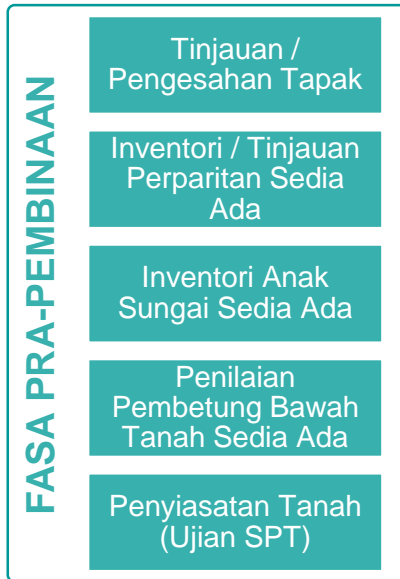 FASA PRA-PEMBINAAN
Tinjauan /
Pengesahan Tapak
Inventori / Tinjauan
Perparitan Sedia
Ada
Inventori Anak
Sungai Sedia Ada
Penilaian
Pembetung Bawah
Tanah Sedia Ada
Penyiasatan Tanah
(Ujian SPT)